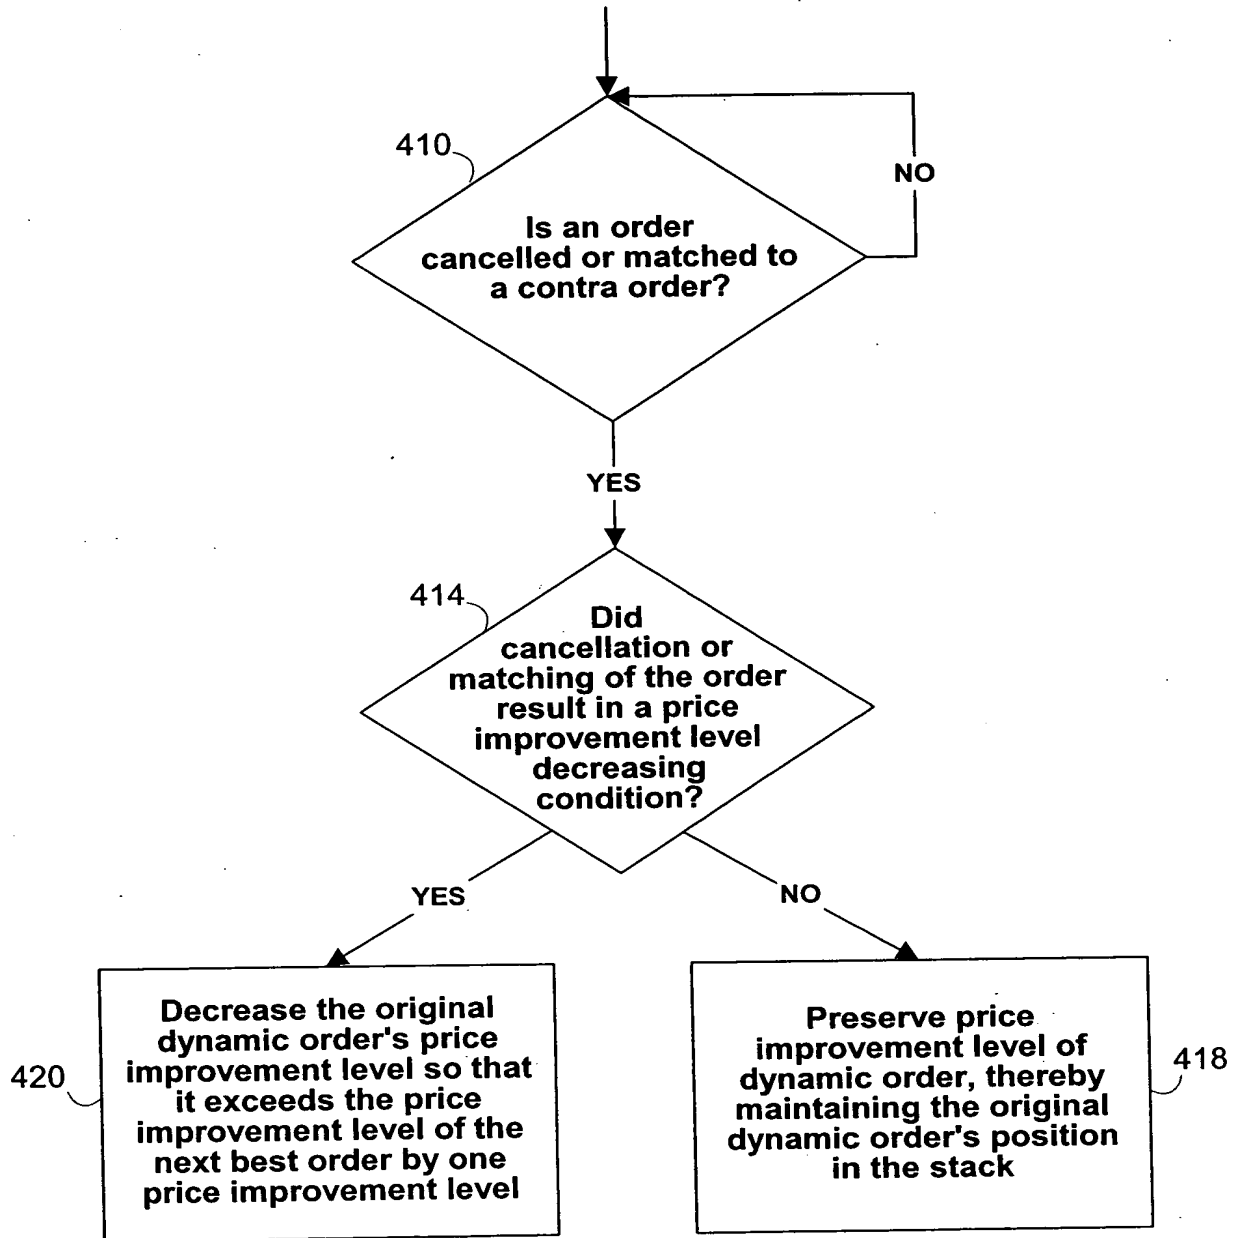 410
NO
Is an order
cancelled or matched to
a contra order?
YES
414
Did
cancellation or
matching of the order
result in a price
improvement level
decreasing
condition?
YES
NO
Decrease the original
dynamic order's price
improvement level so that
it exceeds the price
improvement level of the
next best order by one
price improvement level
420
Preserve price
improvement level of
dynamic order, thereby
maintaining the original
dynamic order's position
in the stack
418